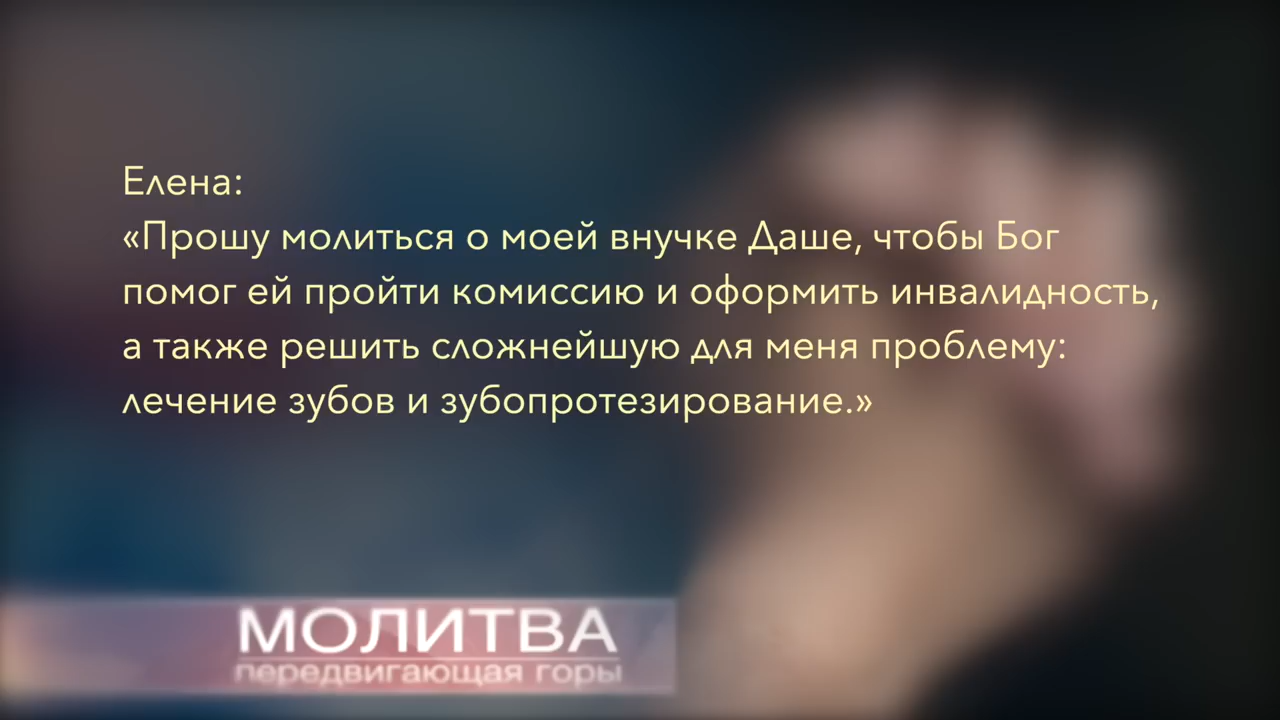 Елена:
«Прошу молиться о моей внучке Даше, чтобы Бог
помог ей пройти комиссию и оформить инвалидность,
а также решить сложнейшую для меня проблему:
лечение зубов и зубопротезирование.»
МОЛИТВА
передвигающая горы